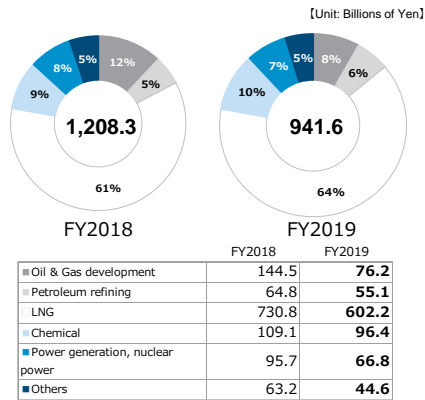 【Unit: Billions of Yen】
5%
12%
8%
5%
9%
1,208.3
61%
FY2018
5%
8%
7%
6%
10%
941.6
64%
FY2019
FY2018 FY2019
Oil & Gas development 144.5 76.2
Petroleum refining 64.8 55.1
LNG 730.8 602.2
Chemical 109.1 96.4
Power generation, nuclear
power 95.7 66.8
Others 63.2 44.6